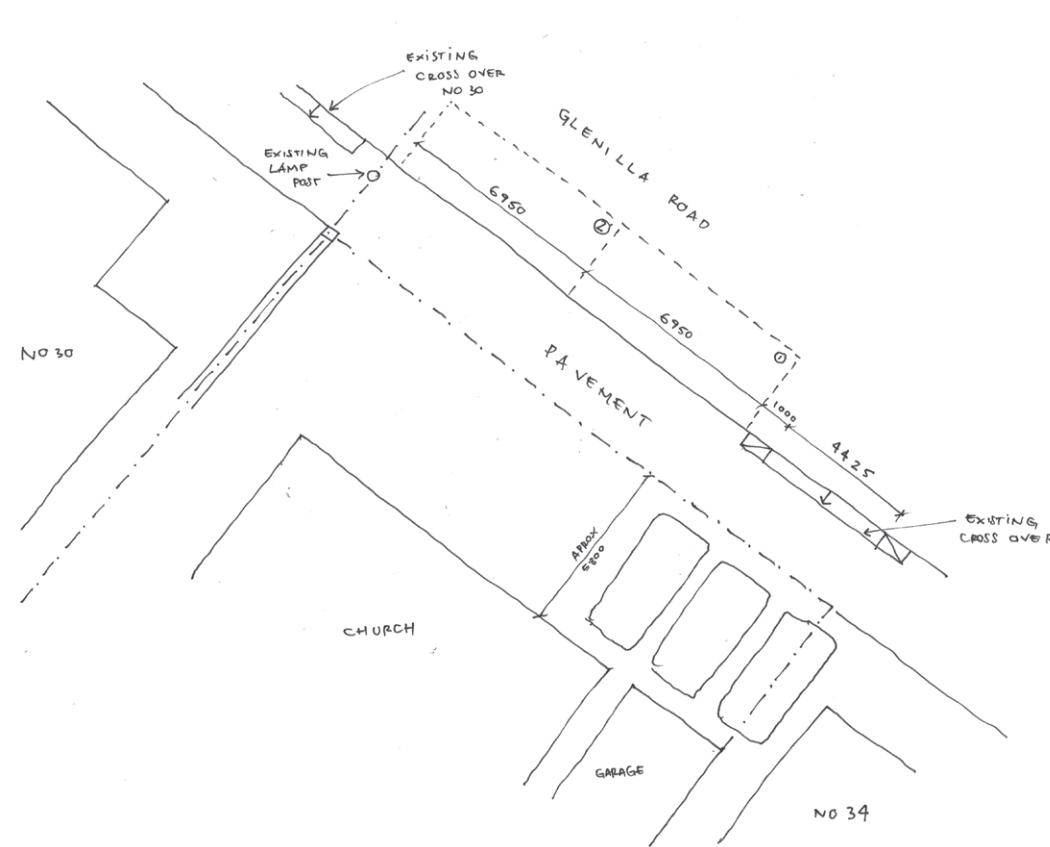 EXISTING
CROSS OVER
NO 30
GLENILLA ROAD
EXISTING
LAMP
POST
6950
②
6950
①
1000
4425
NO 30
PAVEMENT
EXISTING
CROSS OVER
APROX
5800
CHURCH
GARAGE
NO 34